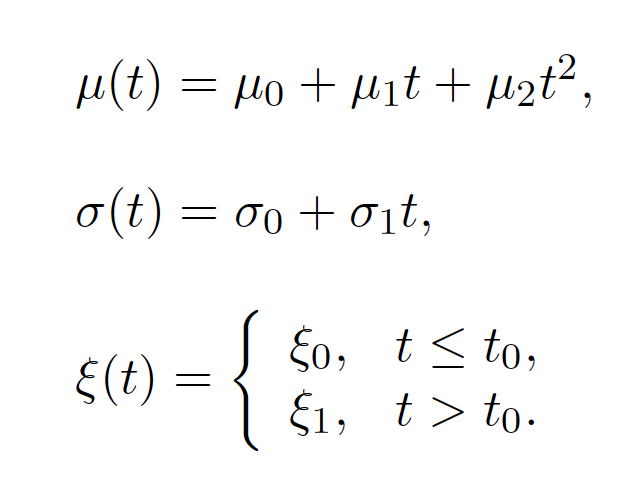 μ(t) = μ₀ + μ₁t + μ₂t²,
σ(t) = σ₀ + σ₁t,
ξ(t) = { ξ₀, t ≤ t₀,
ξ₁, t > t₀.